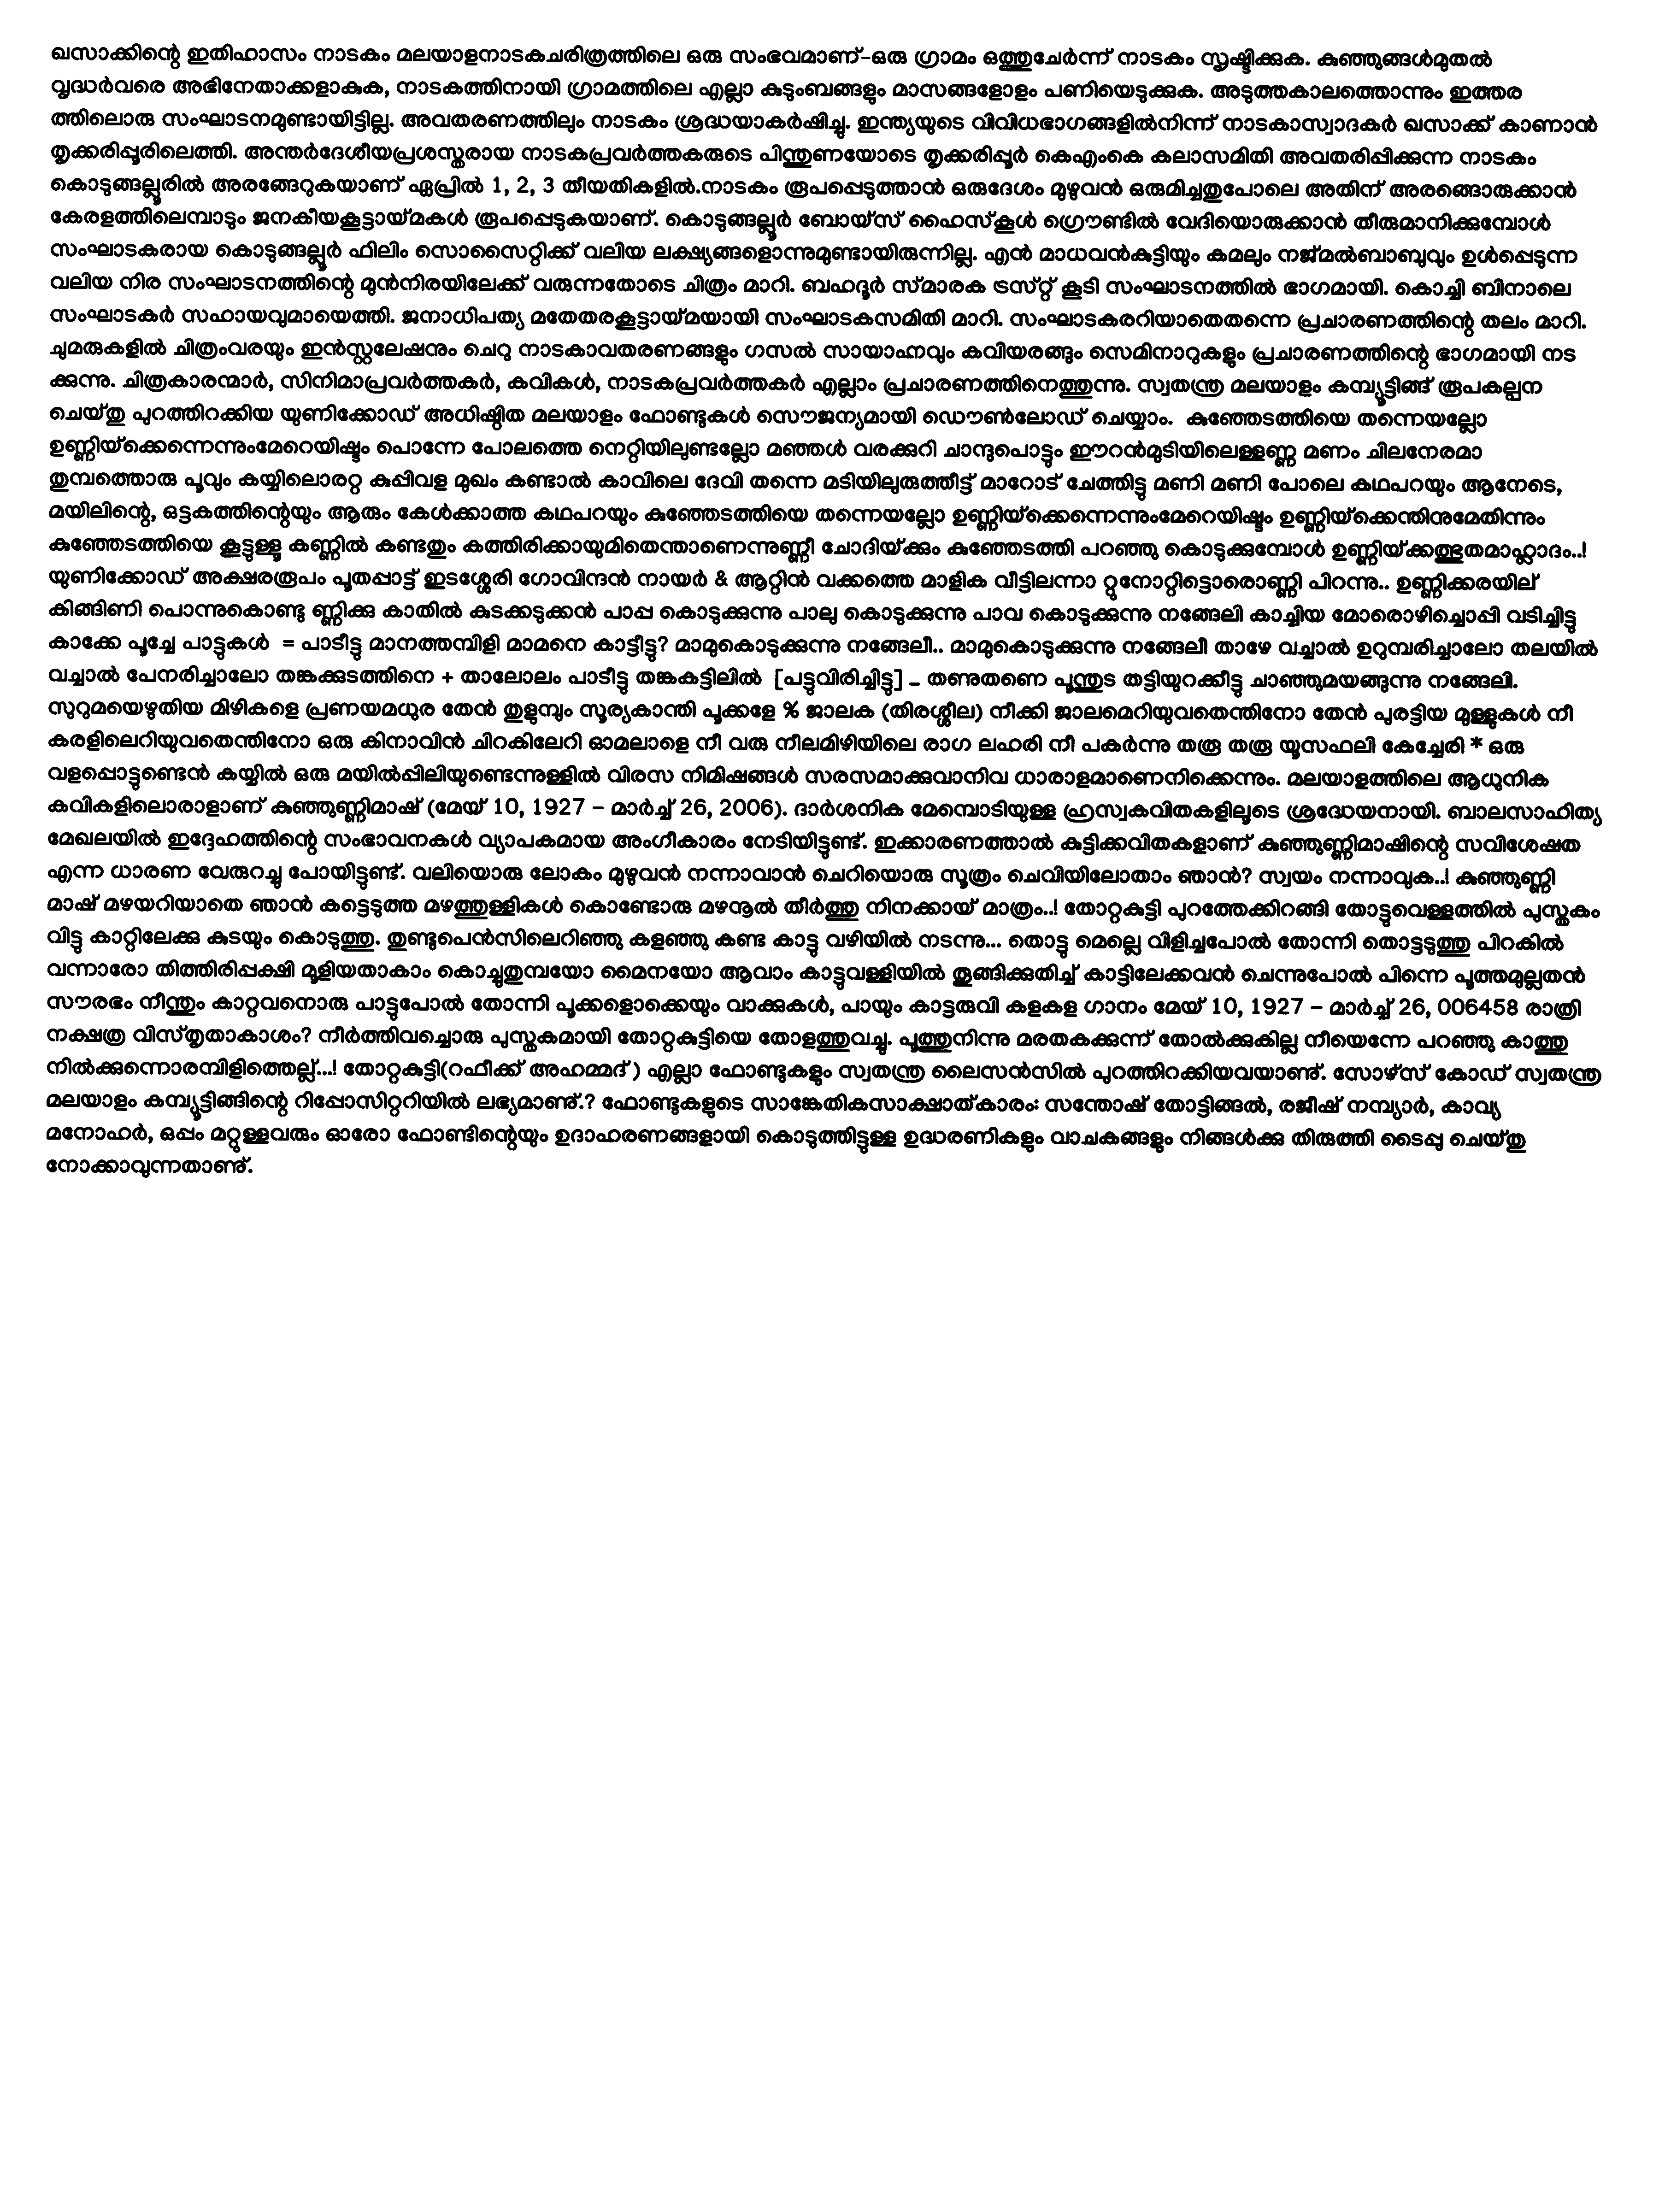 ഖസാക്കിന്റെ ഇതിഹാസം നാടകം മലയാളനാടകചരിത്രത്തിലെ ഒരു സംഭവമാണ്-ഒരു ഗ്രാമം ഒത്തുചേർന്ന് നാടകം സൃഷ്ടിക്കുക. കുഞ്ഞുങ്ങൾമുതൽ
വൃദ്ധർവരെ അഭിനേതാക്കളാകുക, നാടകത്തിനായി ഗ്രാമത്തിലെ എല്ലാ കുടുംബങ്ങളും മാസങ്ങളോളം പണിയെടുക്കുക. അടുത്തകാലത്തൊന്നും ഇത്തര
ത്തിലൊരു സംഘാടനമുണ്ടായിട്ടില്ല. അവതരണത്തിലും നാടകം ശ്രദ്ധയാകർഷിച്ചു. ഇന്ത്യയുടെ വിവിധഭാഗങ്ങളിൽനിന്ന് നാടകാസ്വാദകർ ഖസാക്ക് കാണാൻ
തൃക്കരിപ്പൂരിലെത്തി. അന്തർദേശീയപ്രശസ്തരായ നാടകപ്രവർത്തകരുടെ പിന്തുണയോടെ തൃക്കരിപ്പൂർ കെഎംകെ കലാസമിതി അവതരിപ്പിക്കുന്ന നാടകം
കൊടുങ്ങല്ലൂരിൽ അരങ്ങേറുകയാണ് ഏപ്രിൽ 1, 2, 3 തീയതികളിൽ.നാടകം രൂപപ്പെടുത്താൻ ഒരുദേശം മുഴുവൻ ഒരുമിച്ചതുപോലെ അതിന് അരങ്ങൊരുക്കാൻ
കേരളത്തിലെമ്പാടും ജനകീയകൂട്ടായ്മകൾ രൂപപ്പെടുകയാണ്. കൊടുങ്ങല്ലൂർ ബോയ്സ് ഹൈസ്കൂൾ ഗ്രൌണ്ടിൽ വേദിയൊരുക്കാൻ തീരുമാനിക്കുമ്പോൾ
സംഘാടകരായ കൊടുങ്ങല്ലൂർ ഫിലിം സൊസൈറ്റിക്ക് വലിയ ലക്ഷ്യങ്ങളൊന്നുമുണ്ടായിരുന്നില്ല. എൻ മാധവൻകുട്ടിയും കമലും നജ്മൽബാബുവും ഉൾപ്പെടുന്ന
വലിയ നിര സംഘാടനത്തിന്റെ മുൻനിരയിലേക്ക് വരുന്നതോടെ ചിത്രം മാറി. ബഹദൂർ സ്മാരക ട്രസ്റ്റ് കൂടി സംഘാടനത്തിൽ ഭാഗമായി. കൊച്ചി ബിനാലെ
സംഘാടകർ സഹായവുമായെത്തി. ജനാധിപത്യ മതേതരകൂട്ടായ്മയായി സംഘാടകസമിതി മാറി. സംഘാടകരറിയാതെതന്നെ പ്രചാരണത്തിന്റെ തലം മാറി.
ചുമരുകളിൽ ചിത്രംവരയും ഇൻസ്റ്റലേഷനും ചെറു നാടകാവതരണങ്ങളും ഗസൽ സായാഹ്നവും കവിയരങ്ങും സെമിനാറുകളും പ്രചാരണത്തിന്റെ ഭാഗമായി നട
ക്കുന്നു. ചിത്രകാരന്മാർ, സിനിമാപ്രവർത്തകർ, കവികൾ, നാടകപ്രവർത്തകർ എല്ലാം പ്രചാരണത്തിനെത്തുന്നു. സ്വതന്ത്ര മലയാളം കമ്പ്യൂട്ടിങ്ങ് രൂപകല്പന
ചെയ്തു പുറത്തിറക്കിയ യുണിക്കോഡ് അധിഷ്ഠിത മലയാളം ഫോണ്ടുകൾ സൌജന്യമായി ഡൌൺലോഡ് ചെയ്യാം.  കുഞ്ഞേടത്തിയെ തന്നെയല്ലോ
ഉണ്ണിയ്ക്കെന്നെന്നുംമേറെയിഷ്ടം പൊന്നേ പോലത്തെ നെറ്റിയിലുണ്ടല്ലോ മഞ്ഞൾ വരക്കുറി ചാന്ദുപൊട്ടും ഈറൻമുടിയിലെള്ളണ്ണ മണം ചിലനേരമാ
തുമ്പത്തൊരു പൂവും കയ്യിലൊരറ്റ കുപ്പിവള മുഖം കണ്ടാൽ കാവിലെ ദേവി തന്നെ മടിയിലുരുത്തീട്ട് മാറോട് ചേത്തിട്ടു മണി മണി പോലെ കഥപറയും ആനേടെ,
മയിലിന്റെ, ഒട്ടകത്തിന്റെയും ആരും കേൾക്കാത്ത കഥപറയും കുഞ്ഞേടത്തിയെ തന്നെയല്ലോ ഉണ്ണിയ്ക്കെന്നെന്നുംമേറെയിഷ്ടം ഉണ്ണിയ്ക്കെന്തിനുമേതിന്നും
കുഞ്ഞേടത്തിയെ കൂട്ടുള്ളൂ കണ്ണിൽ കണ്ടതും കത്തിരിക്കായുമിതെന്താണെന്നുണ്ണീ ചോദിയ്ക്കും കുഞ്ഞേടത്തി പറഞ്ഞു കൊടുക്കുമ്പോൾ ഉണ്ണിയ്ക്കത്ഭുതമാഹ്ലാദം..!
യുണിക്കോഡ് അക്ഷരരൂപം പൂതപ്പാട്ട് ഇടശ്ശേരി ഗോവിന്ദൻ നായർ & ആറ്റിൻ വക്കത്തെ മാളിക വീട്ടിലന്നാ റ്റുനോറ്റിട്ടൊരൊണ്ണി പിറന്നു.. ഉണ്ണിക്കരയില്
കിങ്ങിണി പൊന്നുകൊണ്ടു ണ്ണിക്കു കാതിൽ കുടക്കടുക്കൻ പാപ്പ കൊടുക്കുന്നു പാലു കൊടുക്കുന്നു പാവ കൊടുക്കുന്നു നങ്ങേലി കാച്ചിയ മോരൊഴിച്ചൊപ്പി വടിച്ചിട്ടു
കാക്കേ പൂച്ചേ പാട്ടുകൾ  = പാടീട്ടു മാനത്തമ്പിളി മാമനെ കാട്ടീട്ടു? മാമുകൊടുക്കുന്നു നങ്ങേലീ.. മാമുകൊടുക്കുന്നു നങ്ങേലീ താഴേ വച്ചാൽ ഉറുമ്പരിച്ചാലോ തലയിൽ
വച്ചാൽ പേനരിച്ചാലോ തങ്കക്കുടത്തിനെ + താലോലം പാടീട്ടു തങ്കകട്ടിലിൽ  [പട്ടുവിരിച്ചിട്ടു] _ തണുതണെ പൂന്തുട തട്ടിയുറക്കീട്ടു ചാഞ്ഞുമയങ്ങുന്നു നങ്ങേലി.
സുറുമയെഴുതിയ മിഴികളെ പ്രണയമധുര തേൻ തുളുമ്പും സൂര്യകാന്തി പൂക്കളേ % ജാലക (തിരശ്ശീല) നീക്കി ജാലമെറിയുവതെന്തിനോ തേൻ പുരട്ടിയ മുള്ളുകൾ നീ
കരളിലെറിയുവതെന്തിനോ ഒരു കിനാവിൻ ചിറകിലേറി ഓമലാളെ നീ വരു നീലമിഴിയിലെ രാഗ ലഹരി നീ പകർന്നു തരൂ തരൂ യൂസഫലി കേച്ചേരി * ഒരു
വളപ്പൊട്ടുണ്ടെൻ കയ്യിൽ ഒരു മയിൽപ്പിലിയുണ്ടെന്നുള്ളിൽ വിരസ നിമിഷങ്ങൾ സരസമാക്കുവാനിവ ധാരാളമാണെനിക്കെന്നും. മലയാളത്തിലെ ആധുനിക
കവികളിലൊരാളാണ് കുഞ്ഞുണ്ണിമാഷ് (മേയ് 10, 1927 – മാർച്ച് 26, 2006). ദാർശനിക മേമ്പൊടിയുള്ള ഹ്രസ്വകവിതകളിലൂടെ ശ്രദ്ധേയനായി. ബാലസാഹിത്യ
മേഖലയിൽ ഇദ്ദേഹത്തിന്റെ സംഭാവനകൾ വ്യാപകമായ അംഗീകാരം നേടിയിട്ടുണ്ട്. ഇക്കാരണത്താൽ കുട്ടിക്കവിതകളാണ് കുഞ്ഞുണ്ണിമാഷിന്റെ സവിശേഷത
എന്ന ധാരണ വേരുറച്ചു പോയിട്ടുണ്ട്. വലിയൊരു ലോകം മുഴുവൻ നന്നാവാൻ ചെറിയൊരു സൂത്രം ചെവിയിലോതാം ഞാൻ? സ്വയം നന്നാവുക..! കുഞ്ഞുണ്ണി
മാഷ് മഴയറിയാതെ ഞാൻ കട്ടെടുത്ത മഴത്തുള്ളികൾ കൊണ്ടോരു മഴനൂൽ തീർത്തു നിനക്കായ് മാത്രം..! തോറ്റകുട്ടി പുറത്തേക്കിറങ്ങി തോട്ടുവെള്ളത്തിൽ പുസ്തകം
വിട്ടു കാറ്റിലേക്കു കുടയും കൊടുത്തു. തുണ്ടുപെൻസിലെറിഞ്ഞു കളഞ്ഞു കണ്ട കാട്ടു വഴിയിൽ നടന്നു... തൊട്ടു മെല്ലെ വിളിച്ചപോൽ തോന്നി തൊട്ടടുത്തു പിറകിൽ
വന്നാരോ തിത്തിരിപ്പക്ഷി മൂളിയതാകാം കൊച്ചുതുമ്പയോ മൈനയോ ആവാം കാട്ടുവള്ളിയിൽ തൂങ്ങിക്കുതിച്ച് കാട്ടിലേക്കവൻ ചെന്നുപോൽ പിന്നെ പൂത്തമുല്ലതൻ
സൗരഭം നീന്തും കാറ്റവനൊരു പാട്ടുപോൽ തോന്നി പൂക്കളൊക്കെയും വാക്കുകൾ, പായും കാട്ടരുവി കളകള ഗാനം മേയ് 10, 1927 – മാർച്ച് 26, 006458 രാത്രി
നക്ഷത്ര വിസ്തൃതാകാശം? നീർത്തിവച്ചൊരു പുസ്തകമായി തോറ്റകുട്ടിയെ തോളത്തുവച്ചു. പൂത്തുനിന്നു മരതകക്കുന്ന് തോൽക്കുകില്ല നീയെന്നേ പറഞ്ഞു കാത്തു
നിൽക്കുന്നൊരമ്പിളിത്തെല്ല്...! തോറ്റകുട്ടി(റഫീക്ക് അഹമ്മദ് ) എല്ലാ ഫോണ്ടുകളും സ്വതന്ത്ര ലൈസൻസിൽ പുറത്തിറക്കിയവയാണു്. സോഴ്സ് കോഡ് സ്വതന്ത്ര
മലയാളം കമ്പ്യൂട്ടിങ്ങിന്റെ റിപ്പോസിറ്ററിയിൽ ലഭ്യമാണു്.? ഫോണ്ടുകളുടെ സാങ്കേതികസാക്ഷാത്കാരം: സന്തോഷ് തോട്ടിങ്ങൽ, രജീഷ് നമ്പ്യാർ, കാവ്യ
മനോഹർ, ഒപ്പം മറ്റുള്ളവരും ഓരോ ഫോണ്ടിന്റെയും ഉദാഹരണങ്ങളായി കൊടുത്തിട്ടുള്ള ഉദ്ധരണികളും വാചകങ്ങളും നിങ്ങൾക്കു തിരുത്തി ടൈപ്പു ചെയ്തു
നോക്കാവുന്നതാണു്.